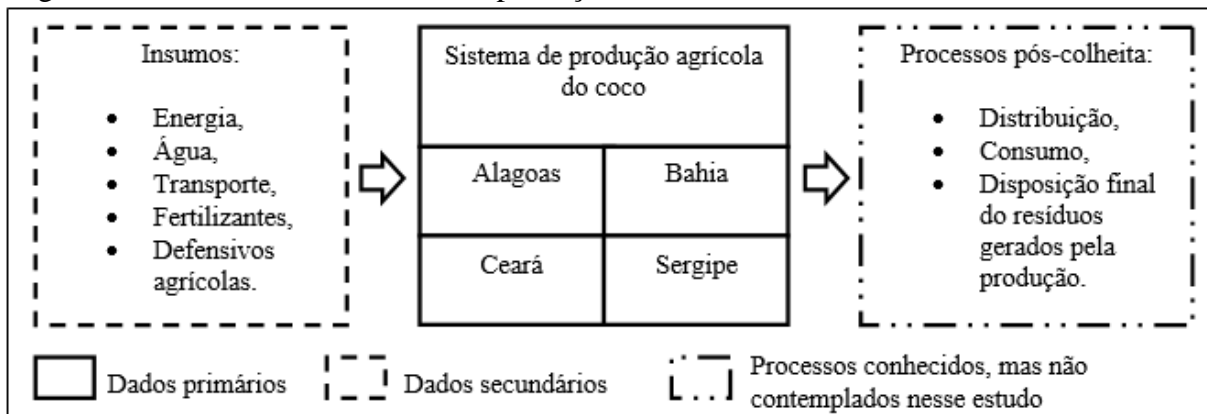 Insumos:
• Energia,
• Água,
• Transporte,
• Fertilizantes,
• Defensivos
agrícolas.
Sistema de produção agrícola
do coco
Alagoas
Bahia
Ceará
Sergipe
Processos pós-colheita:
• Distribuição,
• Consumo,
• Disposição final
do resíduos
gerados pela
produção.
Dados primários
Dados secundários
Processos conhecidos, mas não
contemplados nesse estudo